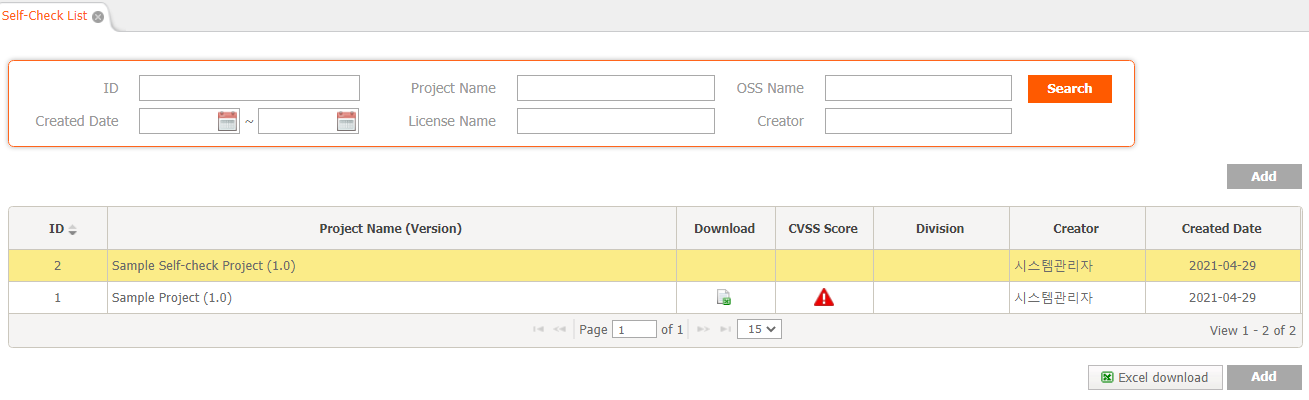 Self-Check List
ID Project Name OSS Name Search
Created Date ~ License Name Creator
Add
ID Project Name (Version) Download CVSS Score Division Creator Created Date
2 Sample Self-check Project (1.0) 시스템관리자 2021-04-29
1 Sample Project (1.0) 시스템관리자 2021-04-29
Page 1 of 1 15 View 1 - 2 of 2
Excel download Add